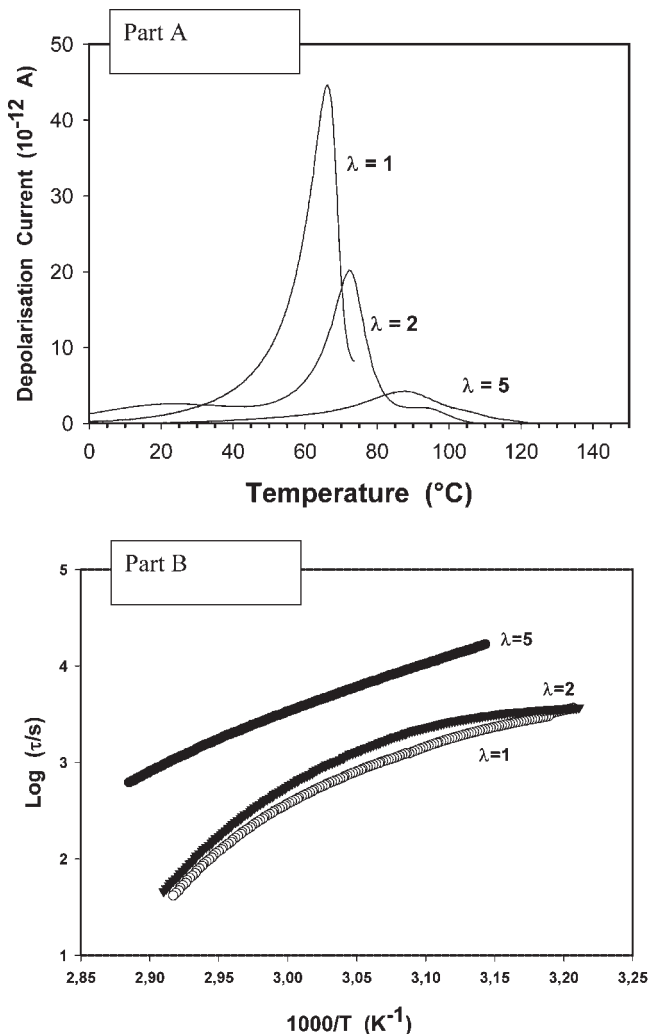 Part A
50
40
30
20
10
0
Depolarisation Current (10⁻¹² A)
λ = 1
λ = 2
λ = 5
0 20 40 60 80 100 120 140
Temperature (°C)
Part B
5
4
3
2
1
Log (τ/s)
λ=5
λ=2
λ=1
2,85 2,90 2,95 3,00 3,05 3,10 3,15 3,20 3,25
1000/T (K⁻¹)